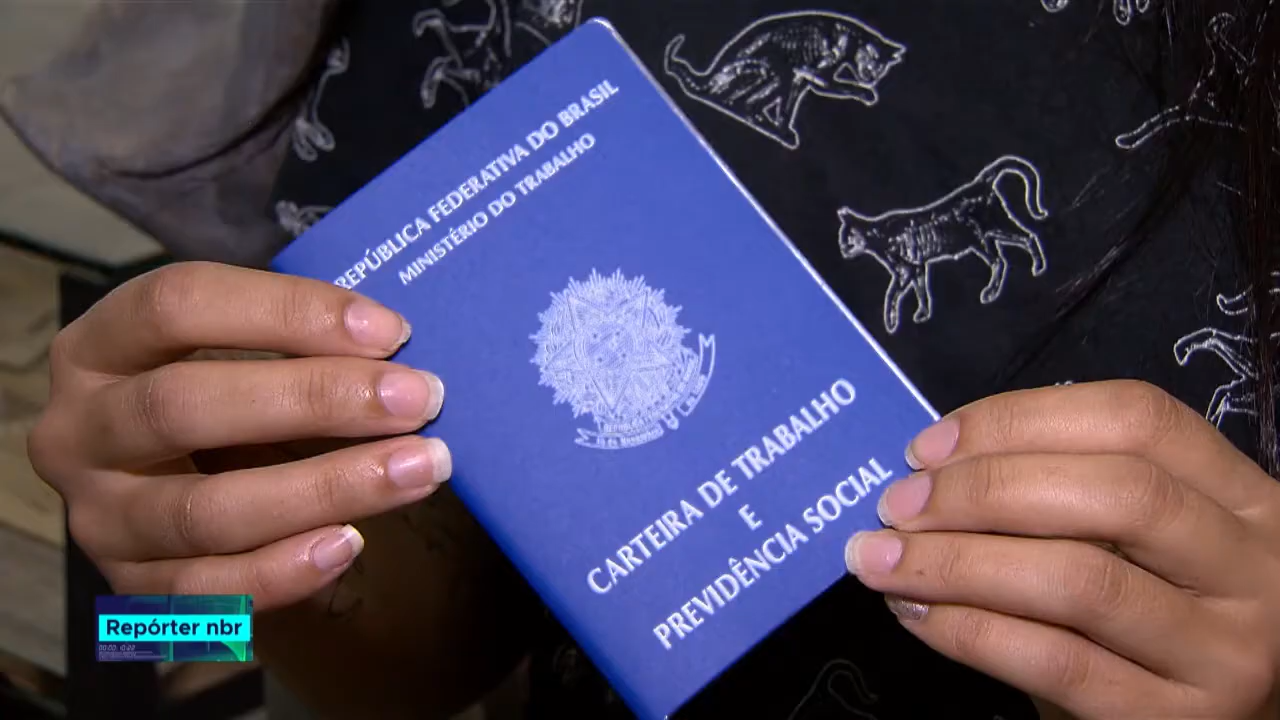 REPÚBLICA FEDERATIVA DO BRASIL
MINISTÉRIO DO TRABALHO
CARTEIRA DE TRABALHO
E
PREVIDÊNCIA SOCIAL
Repórter nbr